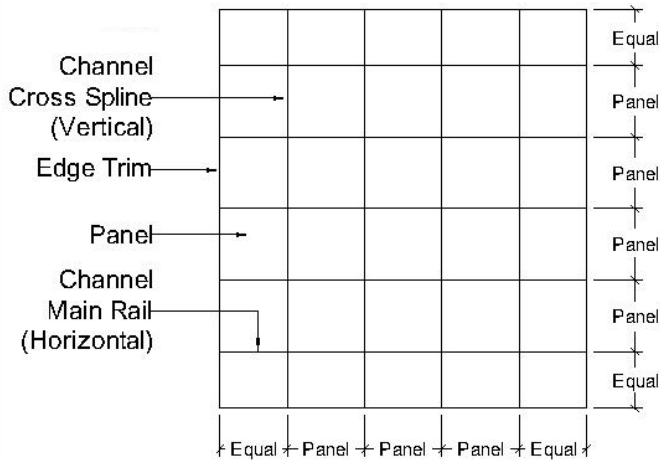 Equal
Channel
Cross Spline
(Vertical)
Panel
Edge Trim
Panel
Panel
Panel
Channel
Main Rail
(Horizontal)
Panel
Equal
Equal Panel Panel Panel Equal